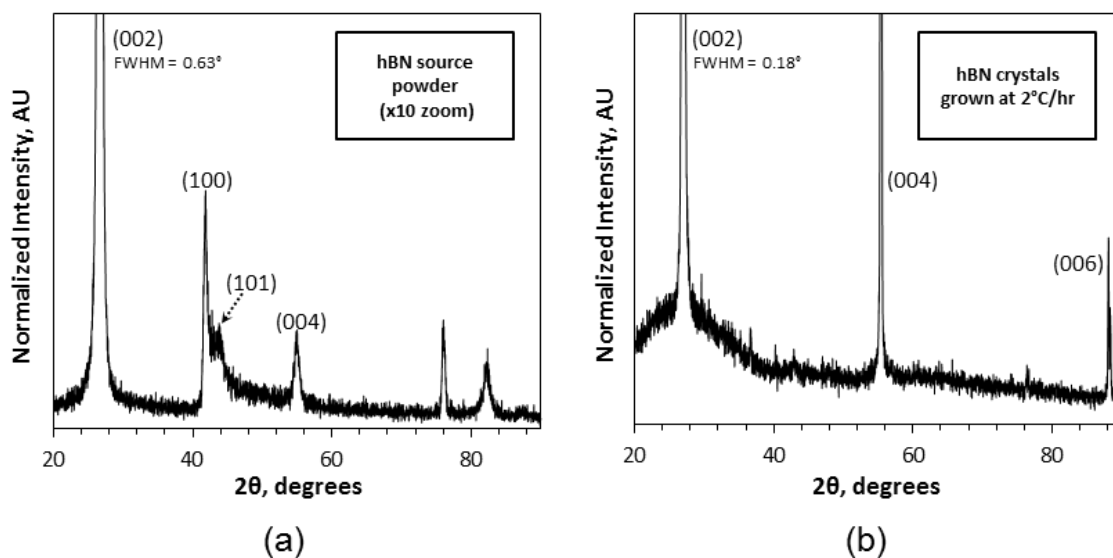 Normalized Intensity, AU
(002)
FWHM = 0.63°
hBN source
powder
(x10 zoom)
(100)
(101)
(004)
20 40 60 80
2θ, degrees
(a)
Normalized Intensity, AU
(002)
FWHM = 0.18°
hBN crystals
grown at 2°C/hr
(004)
(006)
20 40 60 80
2θ, degrees
(b)